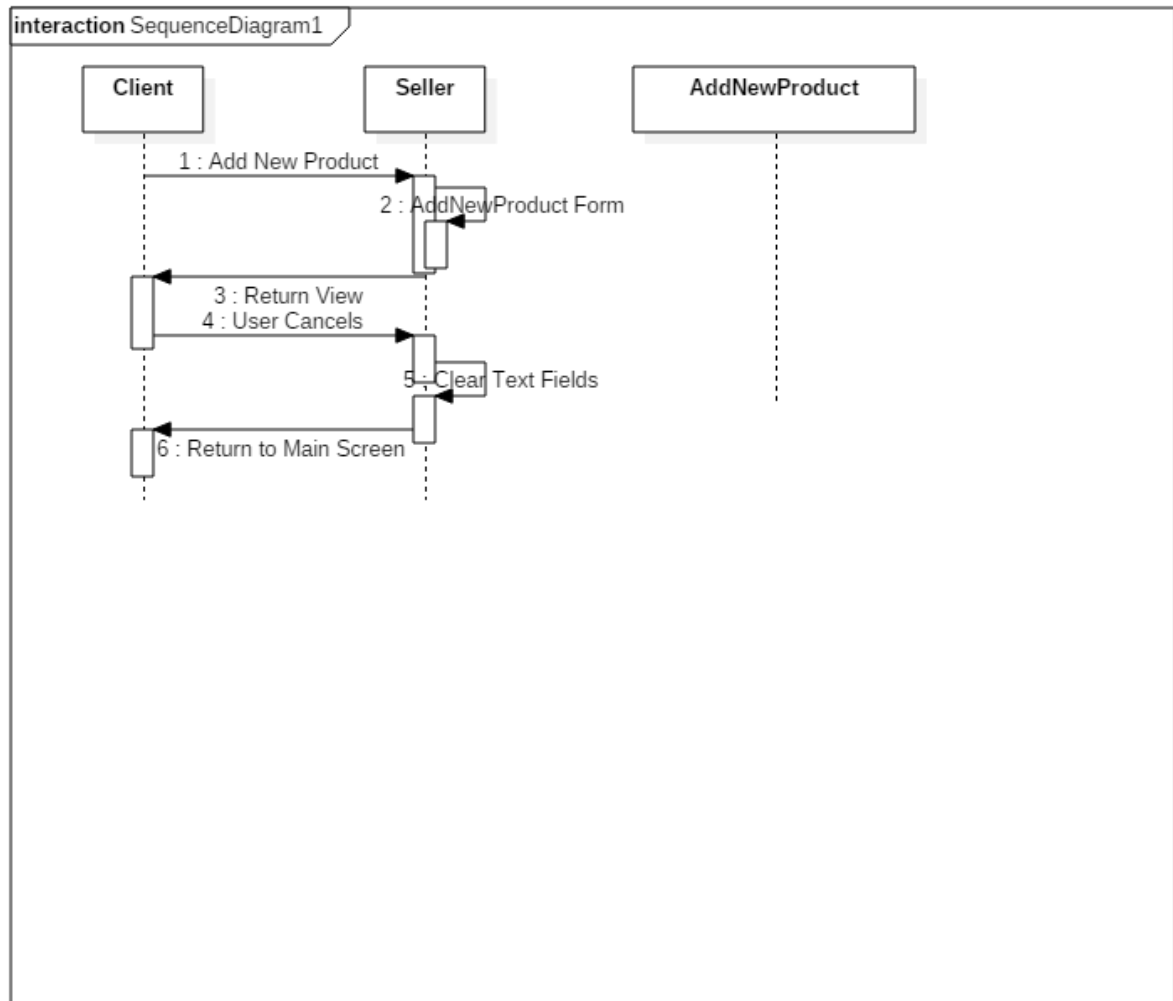 interaction SequenceDiagram1
Client
Seller
AddNewProduct
1 : Add New Product
2 : AddNewProduct Form
3 : Return View
4 : User Cancels
5 : Clear Text Fields
6 : Return to Main Screen